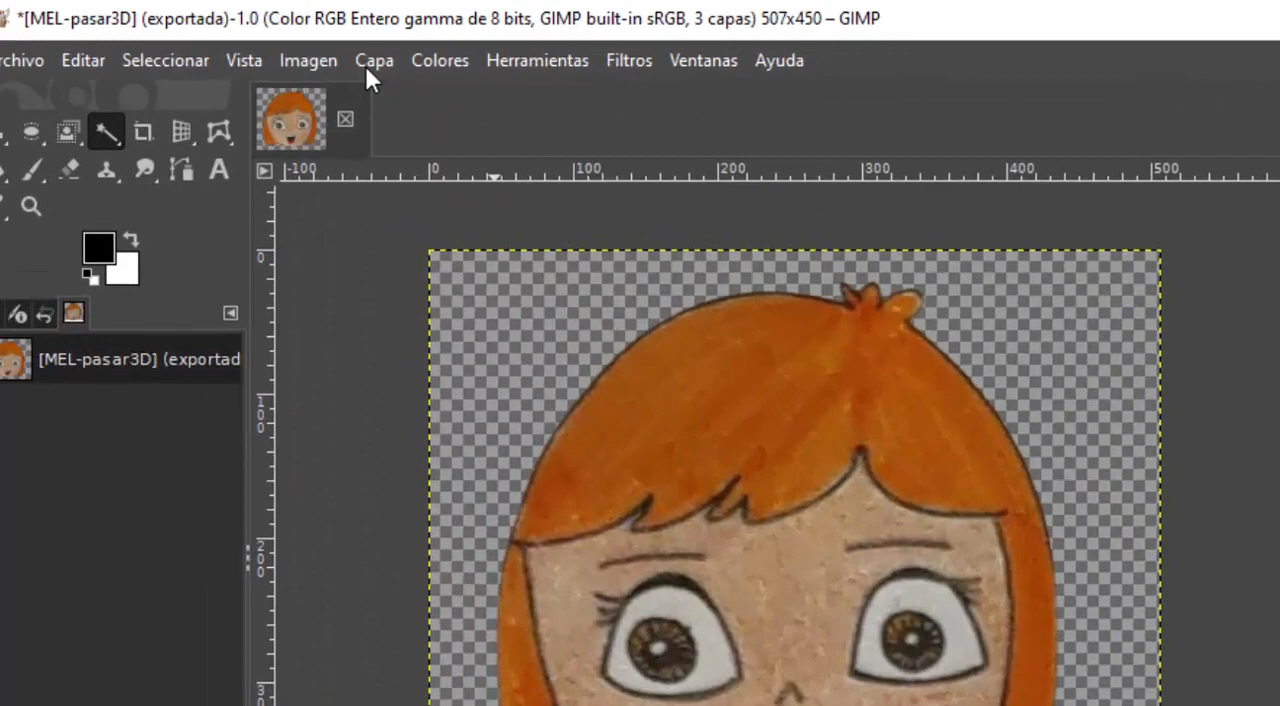 *[MEL-pasar3D] (exportada)-1.0 (Color RGB Entero gamma de 8 bits, GIMP built-in sRGB, 3 capas) 507x450 – GIMP
rchivo Editar Seleccionar Vista Imagen Capa Colores Herramientas Filtros Ventanas Ayuda
-100 0 100 200 300 400 500
A
0
[MEL-pasar3D] (exportad
100
200
30